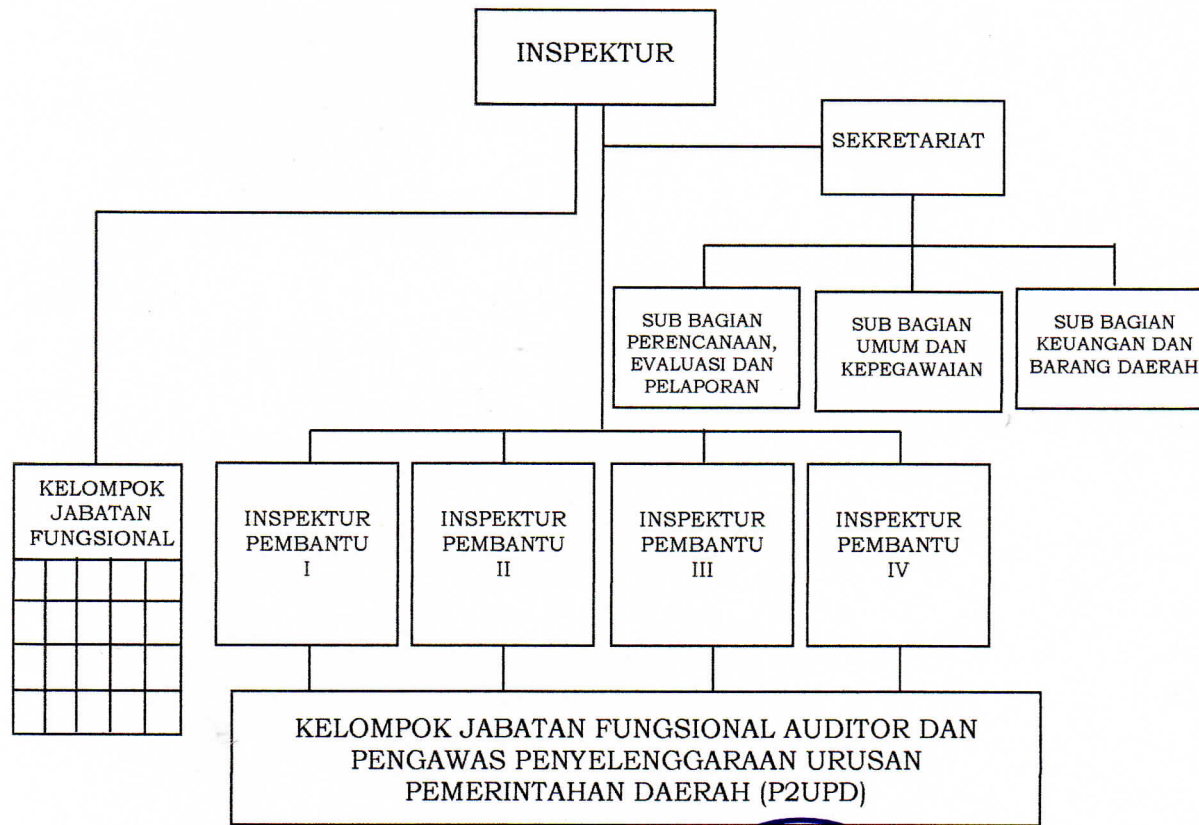 INSPEKTUR
SEKRETARIAT
SUB BAGIAN
PERENCANAAN,
EVALUASI DAN
PELAPORAN
SUB BAGIAN
UMUM DAN
KEPEGAWAIAN
SUB BAGIAN
KEUANGAN DAN
BARANG DAERAH
KELOMPOK
JABATAN
FUNGSIONAL
INSPEKTUR
PEMBANTU
I
INSPEKTUR
PEMBANTU
II
INSPEKTUR
PEMBANTU
III
INSPEKTUR
PEMBANTU
IV
KELOMPOK JABATAN FUNGSIONAL AUDITOR DAN
PENGAWAS PENYELENGGARAAN URUSAN
PEMERINTAHAN DAERAH (P2UPD)